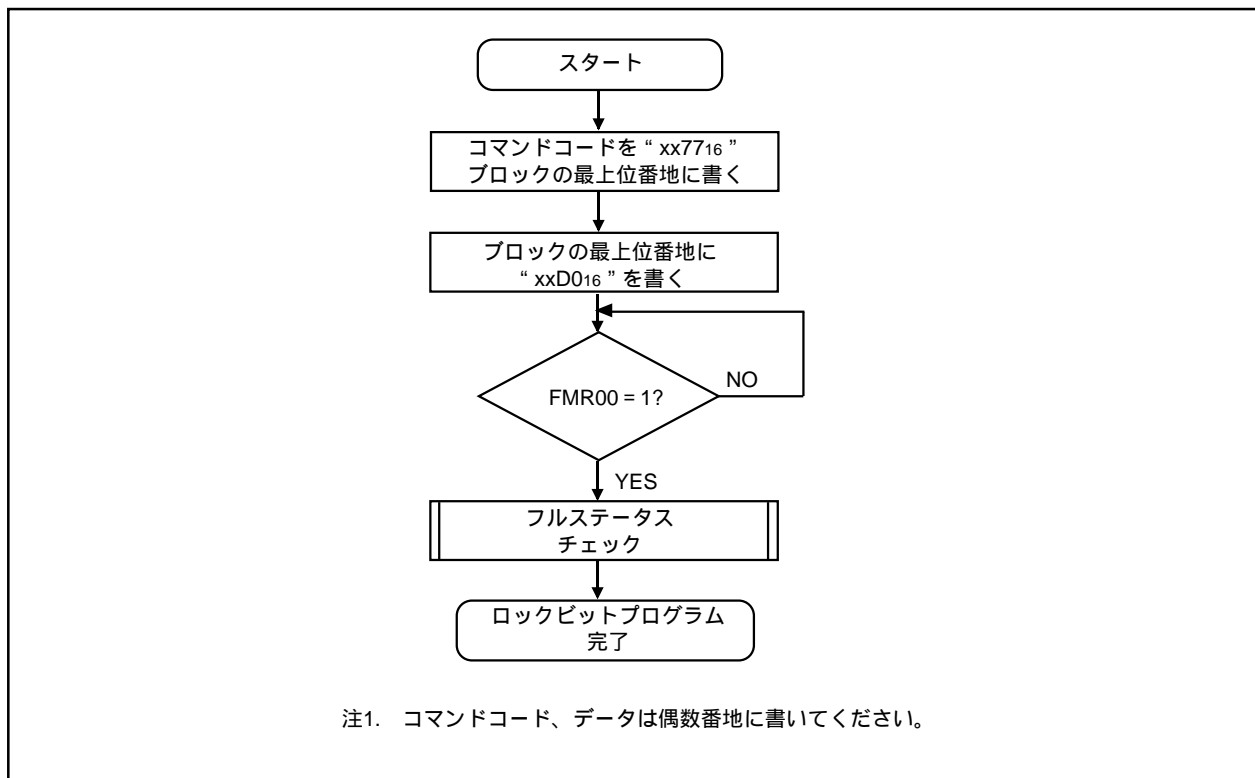 スタート
コマンドコードを“ xx7716 ”
ブロックの最上位番地に書く
ブロックの最上位番地に
“ xxD016 ”を書く
FMR00 = 1?
NO
YES
フルステータス
チェック
ロックビットプログラム
完了
注1. コマンドコード、データは偶数番地に書いてください。